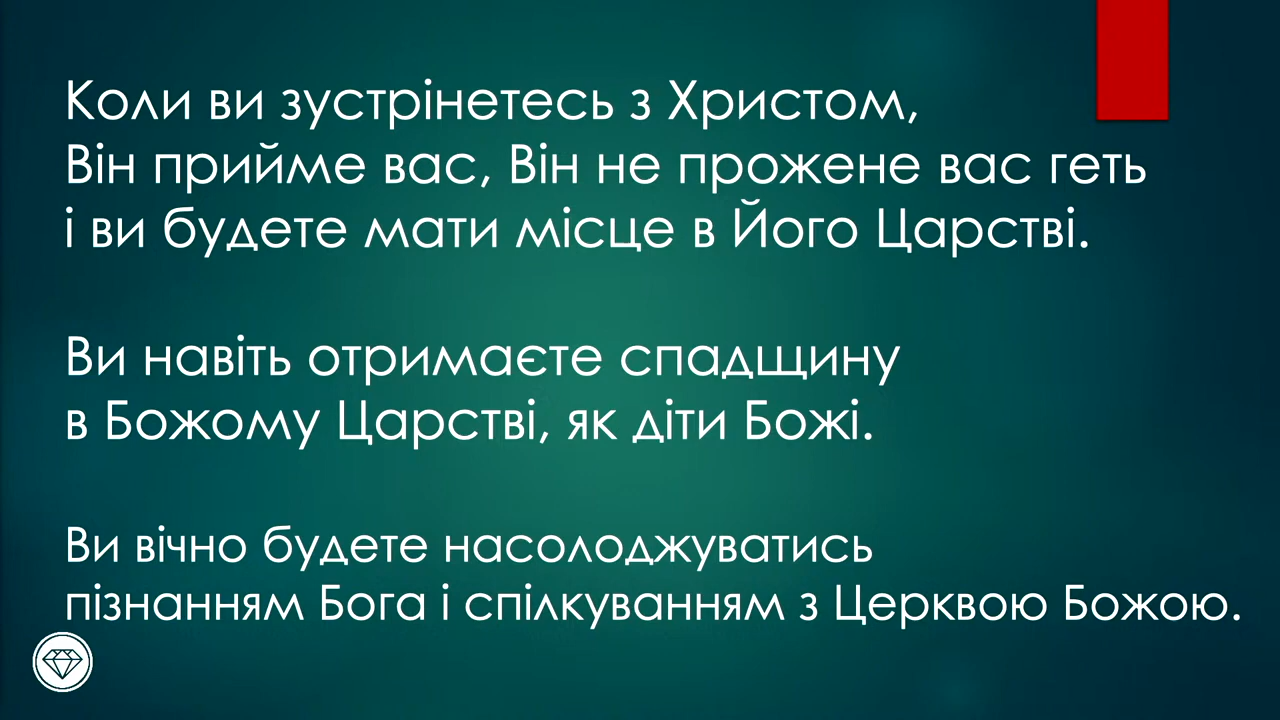 Коли ви зустрінетесь з Христом,
Він прийме вас, Він не прожене вас геть
і ви будете мати місце в Його Царстві.
Ви навіть отримаєте спадщину
в Божому Царстві, як діти Божі.
Ви вічно будете насолоджуватись
пізнанням Бога і спілкуванням з Церквою Божою.